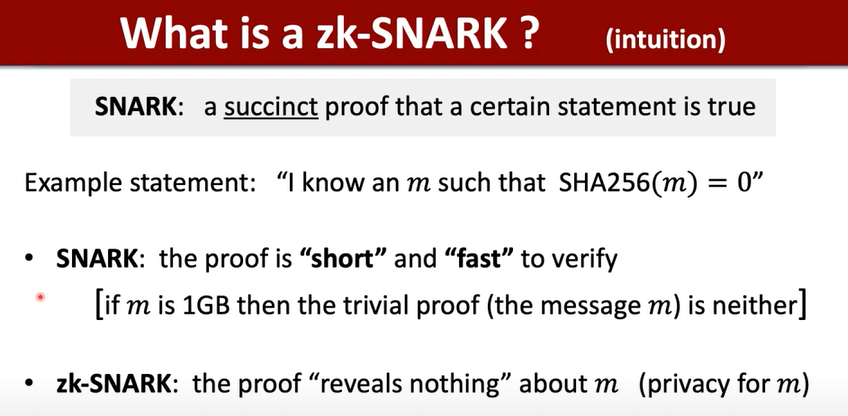 What is a zk-SNARK ? (intuition)
SNARK: a succinct proof that a certain statement is true
Example statement: “I know an m such that SHA256(m) = 0”
• SNARK: the proof is “short” and “fast” to verify
[if m is 1GB then the trivial proof (the message m) is neither]
• zk-SNARK: the proof “reveals nothing” about m (privacy for m)